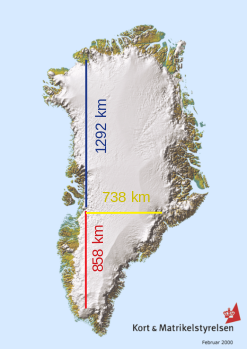 1292 km
738 km
858 km
Kort & Matrikelstyrelsen
Februar 2000